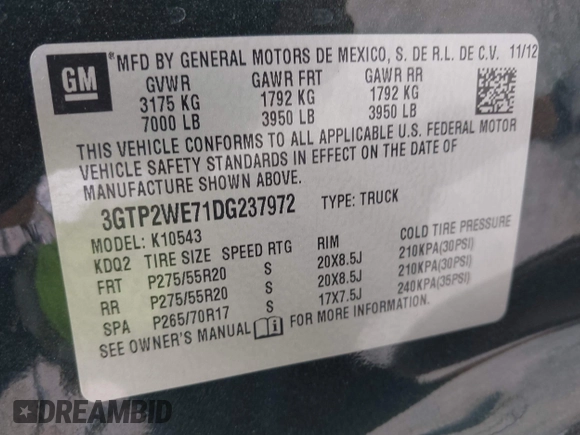 GM
MFD BY GENERAL MOTORS DE MEXICO, S. DE R.L. DE C.V. 11/12
GVWR GAWR FRT GAWR RR
3175 KG 1792 KG 1792 KG
7000 LB 3950 LB 3950 LB
THIS VEHICLE CONFORMS TO ALL APPLICABLE U.S. FEDERAL MOTOR
VEHICLE SAFETY STANDARDS IN EFFECT ON THE DATE OF
MANUFACTURE SHOWN ABOVE.
3GTP2WE71DG237972 TYPE: TRUCK
MODEL: K10543
KDQ2 TIRE SIZE SPEED RTG RIM COLD TIRE PRESSURE
FRT P275/55R20 S 20X8.5J 210KPA(30PSI)
RR P275/55R20 S 20X8.5J 210KPA(30PSI)
SPA P265/70R17 S 17X7.5J 240KPA(35PSI)
SEE OWNER'S MANUAL FOR MORE INFORMATION.
DREAMBID